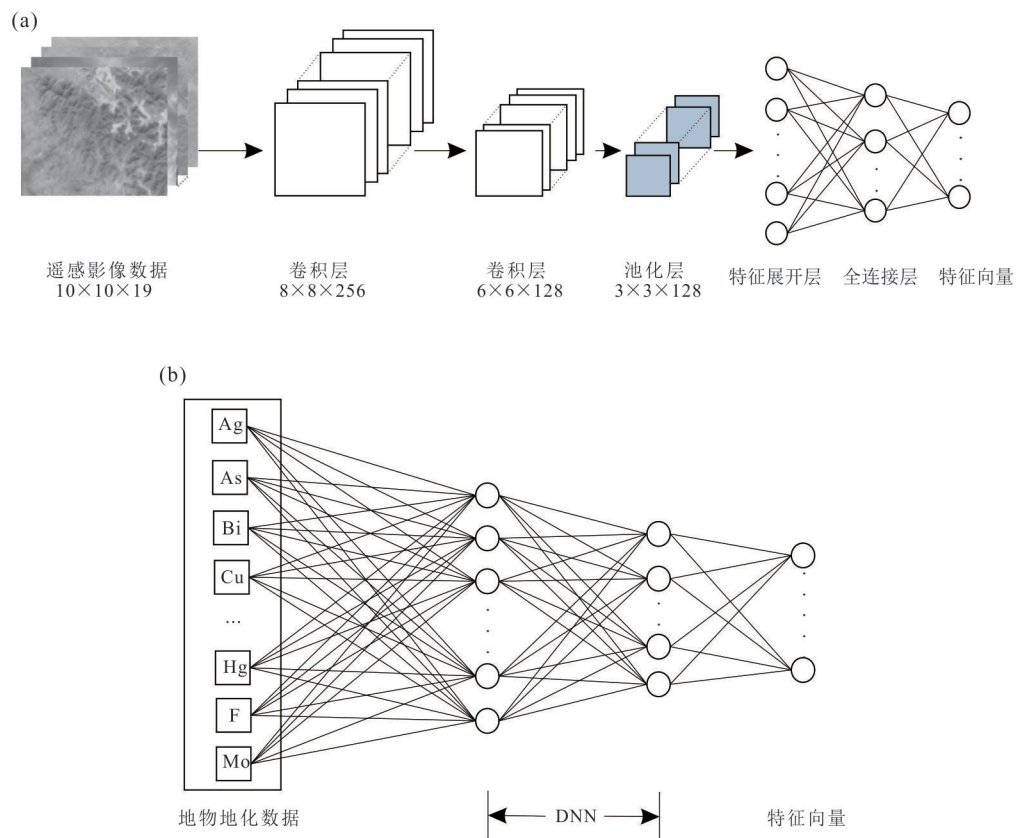 (a)
遥感影像数据
10×10×19
卷积层
8×8×256
卷积层
6×6×128
池化层
3×3×128
特征展开层
全连接层
特征向量
(b)
Ag
As
Bi
Cu
...
Hg
F
Mo
地物地化数据
DNN
特征向量